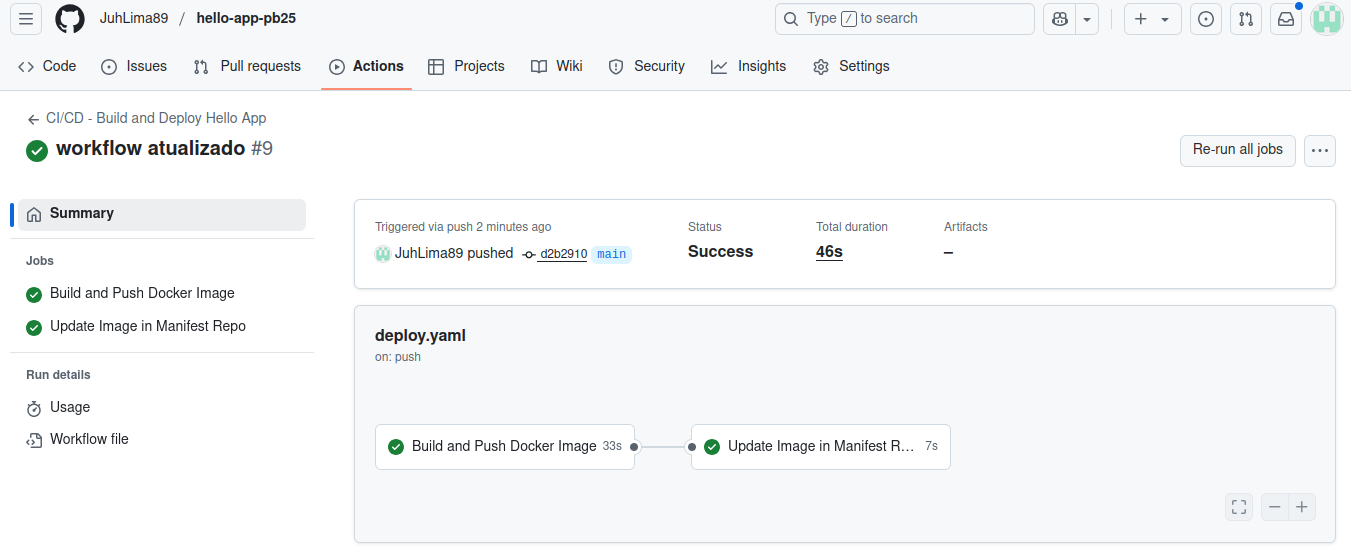 JuhLima89 / hello-app-pb25
Type / to search
Code Issues Pull requests Actions Projects Wiki Security Insights Settings
CI/CD - Build and Deploy Hello App
workflow atualizado #9
Re-run all jobs
Summary
Jobs
Build and Push Docker Image
Update Image in Manifest Repo
Run details
Usage
Workflow file
Triggered via push 2 minutes ago
JuhLima89 pushed d2b2910 main
Status
Success
Total duration
46s
Artifacts
–
deploy.yaml
on: push
Build and Push Docker Image 33s
Update Image in Manifest R... 7s